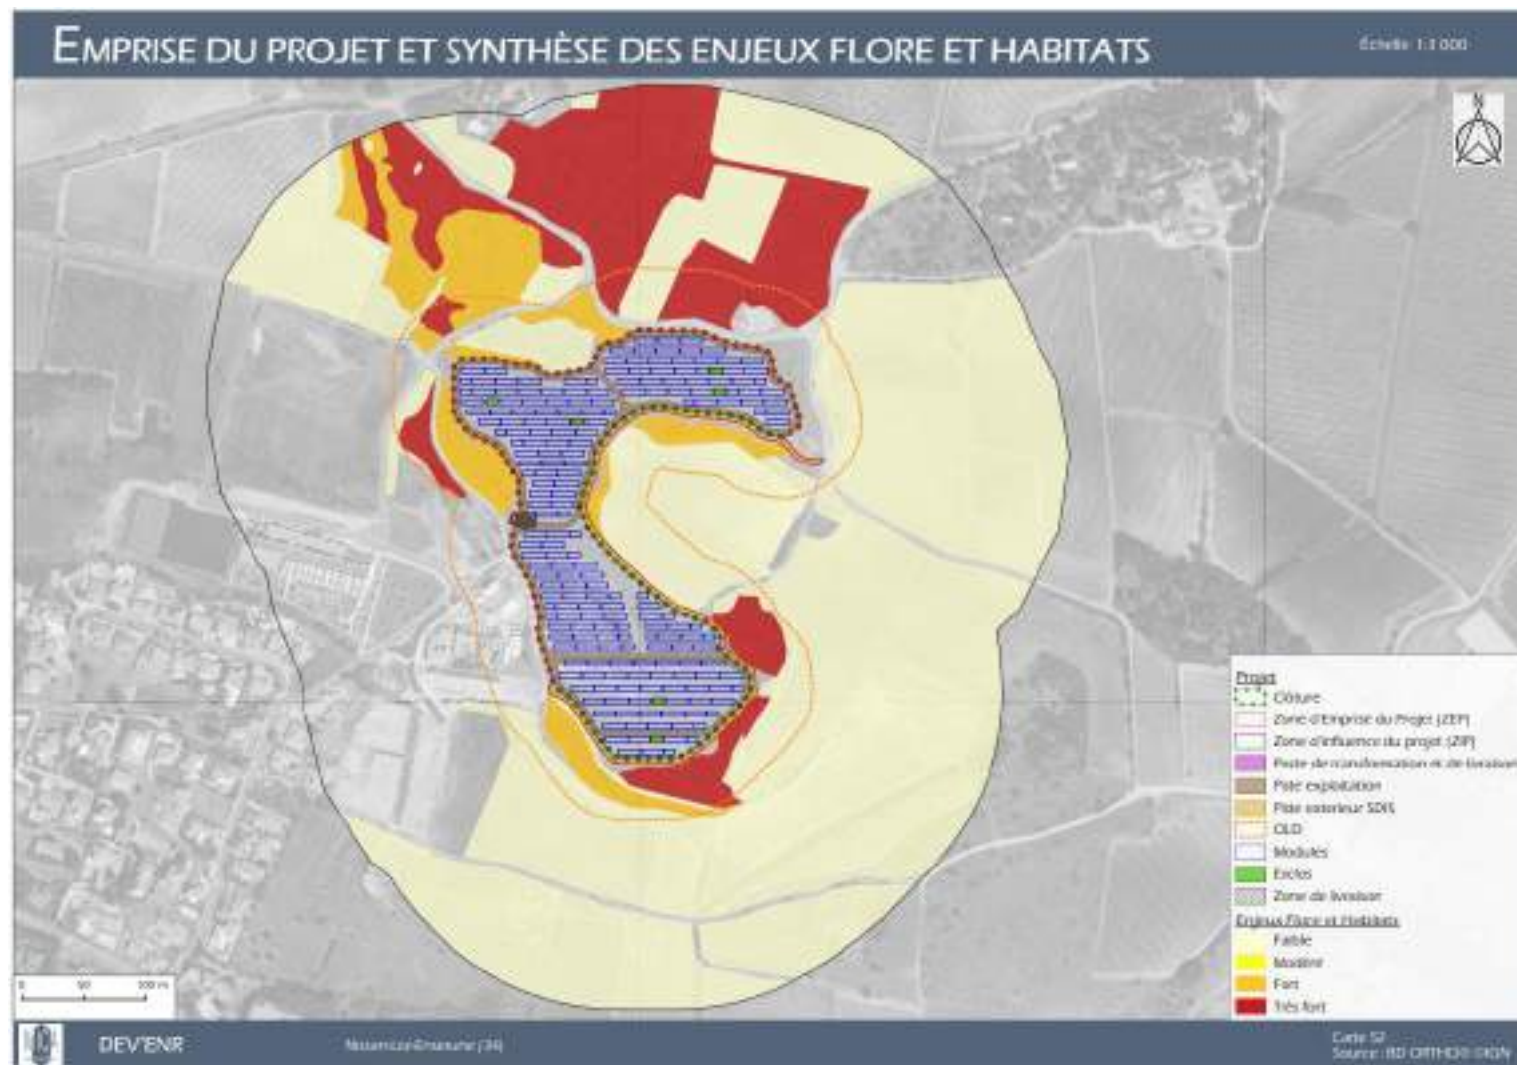 EMPRISE DU PROJET ET SYNTHÈSE DES ENJEUX FLORE ET HABITATS
Échelle 1:3 000
N
Projet
Clôture
Zone d'Emprise du Projet (ZEP)
Zone d'influence du projet (ZIP)
Poste de transformation et de livraison
Piste exploitation
Piste exterieur SDIS
OLD
Modules
Exclos
Zone de livraison
Enjeux Flore et Habitats
Faible
Modéré
Fort
Très fort
0 50 100 m
DEV'ENR
(34)
Carte 52
Source : BD ORTHO® ©IGN